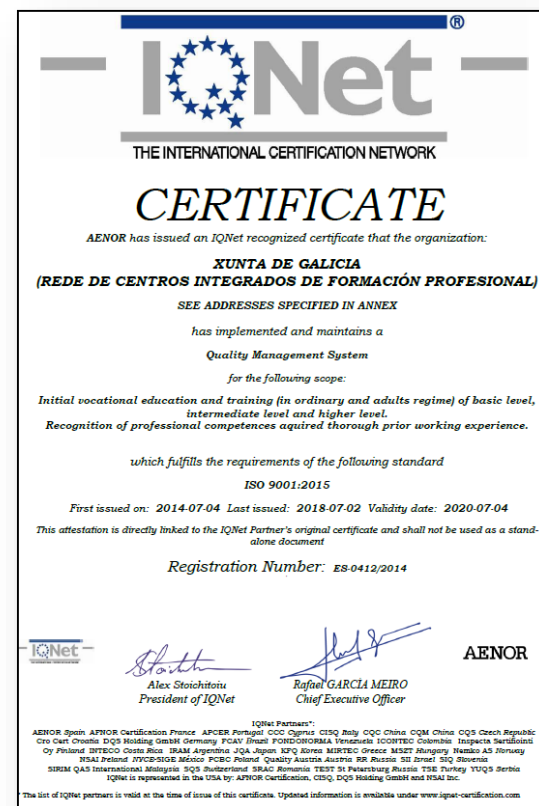 ®
IQNet
THE INTERNATIONAL CERTIFICATION NETWORK
CERTIFICATE
AENOR has issued an IQNet recognized certificate that the organization:
XUNTA DE GALICIA
(REDE DE CENTROS INTEGRADOS DE FORMACIÓN PROFESIONAL)
SEE ADDRESSES SPECIFIED IN ANNEX
has implemented and maintains a
Quality Management System
for the following scope:
Initial vocational education and training (in ordinary and adults regime) of basic level,
intermediate level and higher level.
Recognition of professional competences aquired thorough prior working experience.
which fulfills the requirements of the following standard
ISO 9001:2015
First issued on: 2014-07-04 Last issued: 2018-07-02 Validity date: 2020-07-04
This attestation is directly linked to the IQNet Partner's original certificate and shall not be used as a stand-
alone document
Registration Number: ES-0412/2014
IQNet
AENOR
Alex Stoichitoiu
President of IQNet
Rafael GARCÍA MEIRO
Chief Executive Officer
IQNet Partners*:
AENOR Spain AFNOR Certification France APCER Portugal CCC Cyprus CISQ Italy CQC China CQM China CQS Czech Republic
Cro Cert Croatia DQS Holding GmbH Germany FCAV Brazil FONDONORMA Venezuela ICONTEC Colombia Inspecta Sertifiointi
Oy Finland INTECO Costa Rica IRAM Argentina JQA Japan KFQ Korea MIRTEC Greece MSZT Hungary Nemko AS Norway
NSAI Ireland NYCE-SIGE México PCBC Poland Quality Austria Austria RR Russia SII Israel SIQ Slovenia
SIRIM QAS International Malaysia SQS Switzerland SRAC Romania TEST St Petersburg Russia TSE Turkey YUQS Serbia
IQNet is represented in the USA by: AFNOR Certification, CISQ, DQS Holding GmbH and NSAI Inc.
* The list of IQNet partners is valid at the time of issue of this certificate. Updated information is available under www.iqnet-certification.com